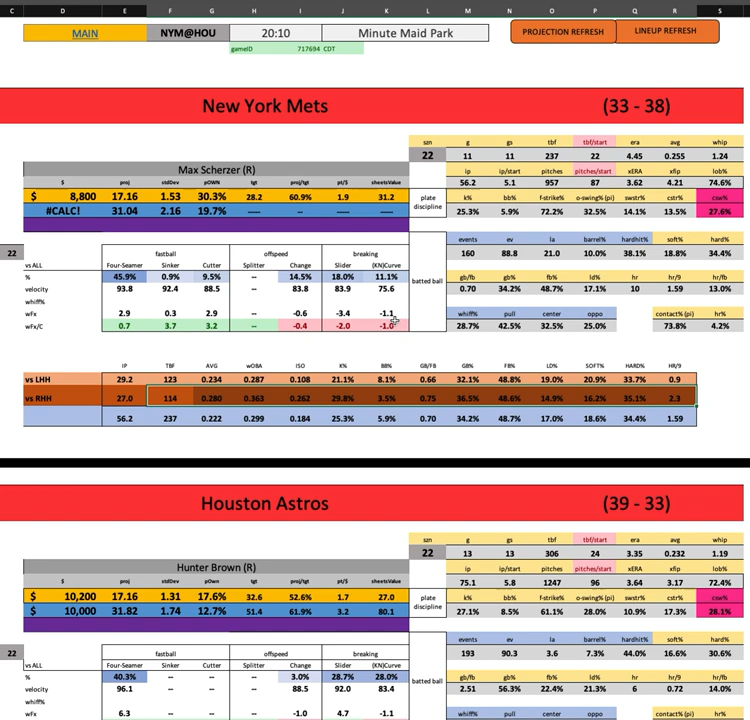 C D E F G H I J K L M N O P Q R S
MAIN NYM@HOU 20:10 Minute Maid Park PROJECTION REFRESH LINEUP REFRESH
gameID 717694 CDT
New York Mets (33 - 38)
szn g gs tbf tbf/start era avg whip
22 11 11 237 22 4.45 0.255 1.24
Max Scherzer (R) ip ip/start pitches pitches/start xERA xfip lob%
$ proj stdDev pOWN tgt proj/tgt pt/$ sheetsValue 56.2 5.1 957 87 3.62 4.21 74.6%
$ 8,800 17.16 1.53 30.3% 28.2 60.9% 1.9 31.2 plate discipline k% bb% f-strike% o-swing% (pi) swstr% cstr% csw%
#CALC! 31.04 2.16 19.7% ----- ----- -- ----- 25.3% 5.9% 72.2% 32.5% 14.1% 13.5% 27.6%
events ev la barrel% hardhit% soft% hard%
22 fastball offspeed breaking 160 88.8 21.0 10.0% 38.1% 18.8% 34.4%
vs ALL Four-Seamer Sinker Cutter Splitter Change Slider (KN)Curve
% 45.9% 0.9% 9.5% -- 14.5% 18.0% 11.1% batted ball gb/fb gb% fb% ld% hr hr/9 hr/fb
velocity 93.8 92.4 88.5 83.8 83.9 75.6 0.70 34.2% 48.7% 17.1% 10 1.59 13.0%
whiff%
wFx 2.9 0.3 2.9 -- -0.6 -3.4 -1.1 whiff% pull center oppo contact% (pi) hr%
wFx/C 0.7 3.7 3.2 -- -0.4 -2.0 -1.0 28.7% 42.5% 32.5% 25.0% 73.8% 4.2%
IP TBF AVG wOBA ISO K% BB% GB/FB GB% FB% LD% SOFT% HARD% HR/9
vs LHH 29.2 123 0.234 0.287 0.108 21.1% 8.1% 0.66 32.1% 48.8% 19.0% 20.9% 33.7% 0.9
vs RHH 27.0 114 0.280 0.363 0.262 29.8% 3.5% 0.75 36.5% 48.6% 14.9% 16.2% 35.1% 2.3
56.2 237 0.222 0.299 0.184 25.3% 5.9% 0.70 34.2% 48.7% 17.0% 18.6% 34.4% 1.59
Houston Astros (39 - 33)
szn g gs tbf tbf/start era avg whip
22 13 13 306 24 3.35 0.232 1.19
Hunter Brown (R) ip ip/start pitches pitches/start xERA xfip lob%
$ proj stdDev pOwn tgt proj/tgt pt/$ sheetsValue 75.1 5.8 1247 96 3.64 3.17 72.4%
$ 10,200 17.16 1.31 17.6% 32.6 52.6% 1.7 27.0 plate discipline k% bb% f-strike% o-swing% (pi) swstr% cstr% csw%
$ 10,000 31.82 1.74 12.7% 51.4 61.9% 3.2 80.1 27.1% 8.5% 61.1% 28.0% 10.9% 17.3% 28.1%
events ev la barrel% hardhit% soft% hard%
22 fastball offspeed breaking 193 90.3 3.6 7.3% 44.0% 16.6% 30.6%
vs ALL Four-Seamer Sinker Cutter Splitter Change Slider (KN)Curve
% 40.3% -- -- -- 3.0% 28.7% 28.0% batted ball gb/fb gb% fb% ld% hr hr/9 hr/fb
velocity 96.1 -- -- 88.5 92.0 83.4 2.51 56.3% 22.4% 21.3% 6 0.72 14.0%
whiff%
wFx 6.3 -- -- -- -1.0 4.7 -1.1 whiff% pull center oppo contact% (pi) hr%